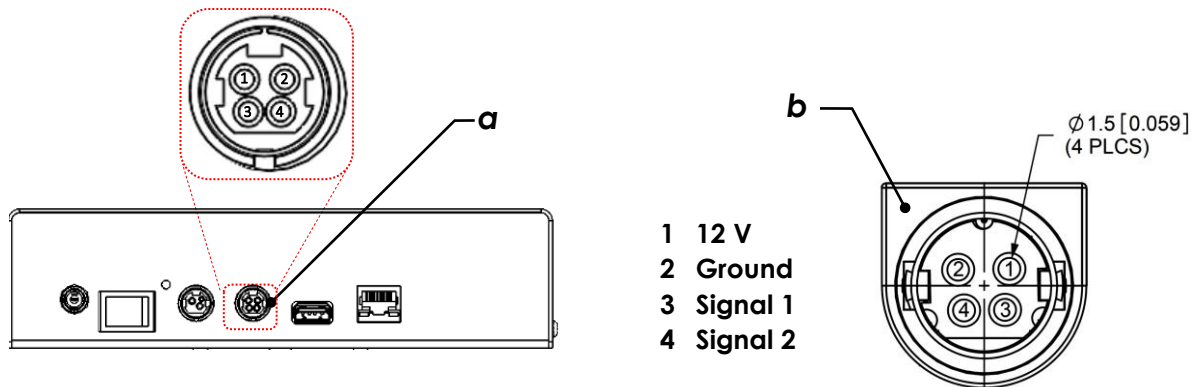 ① ②
③ ④
a
b
⌀1.5 [0.059]
(4 PLCS)
1 12 V
2 Ground
3 Signal 1
4 Signal 2
② ①
④ ③